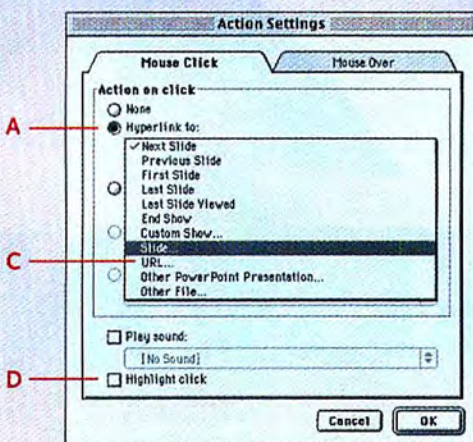 Action Settings
Mouse Click
Mouse Over
Action on click
None
A
Hyperlink to:
✓Next Slide
Previous Slide
First Slide
Last Slide
Last Slide Viewed
End Show
Custom Show...
Slide...
C
URL...
Other PowerPoint Presentation...
Other File...
Play sound:
[No Sound]
D
Highlight click
Cancel
OK